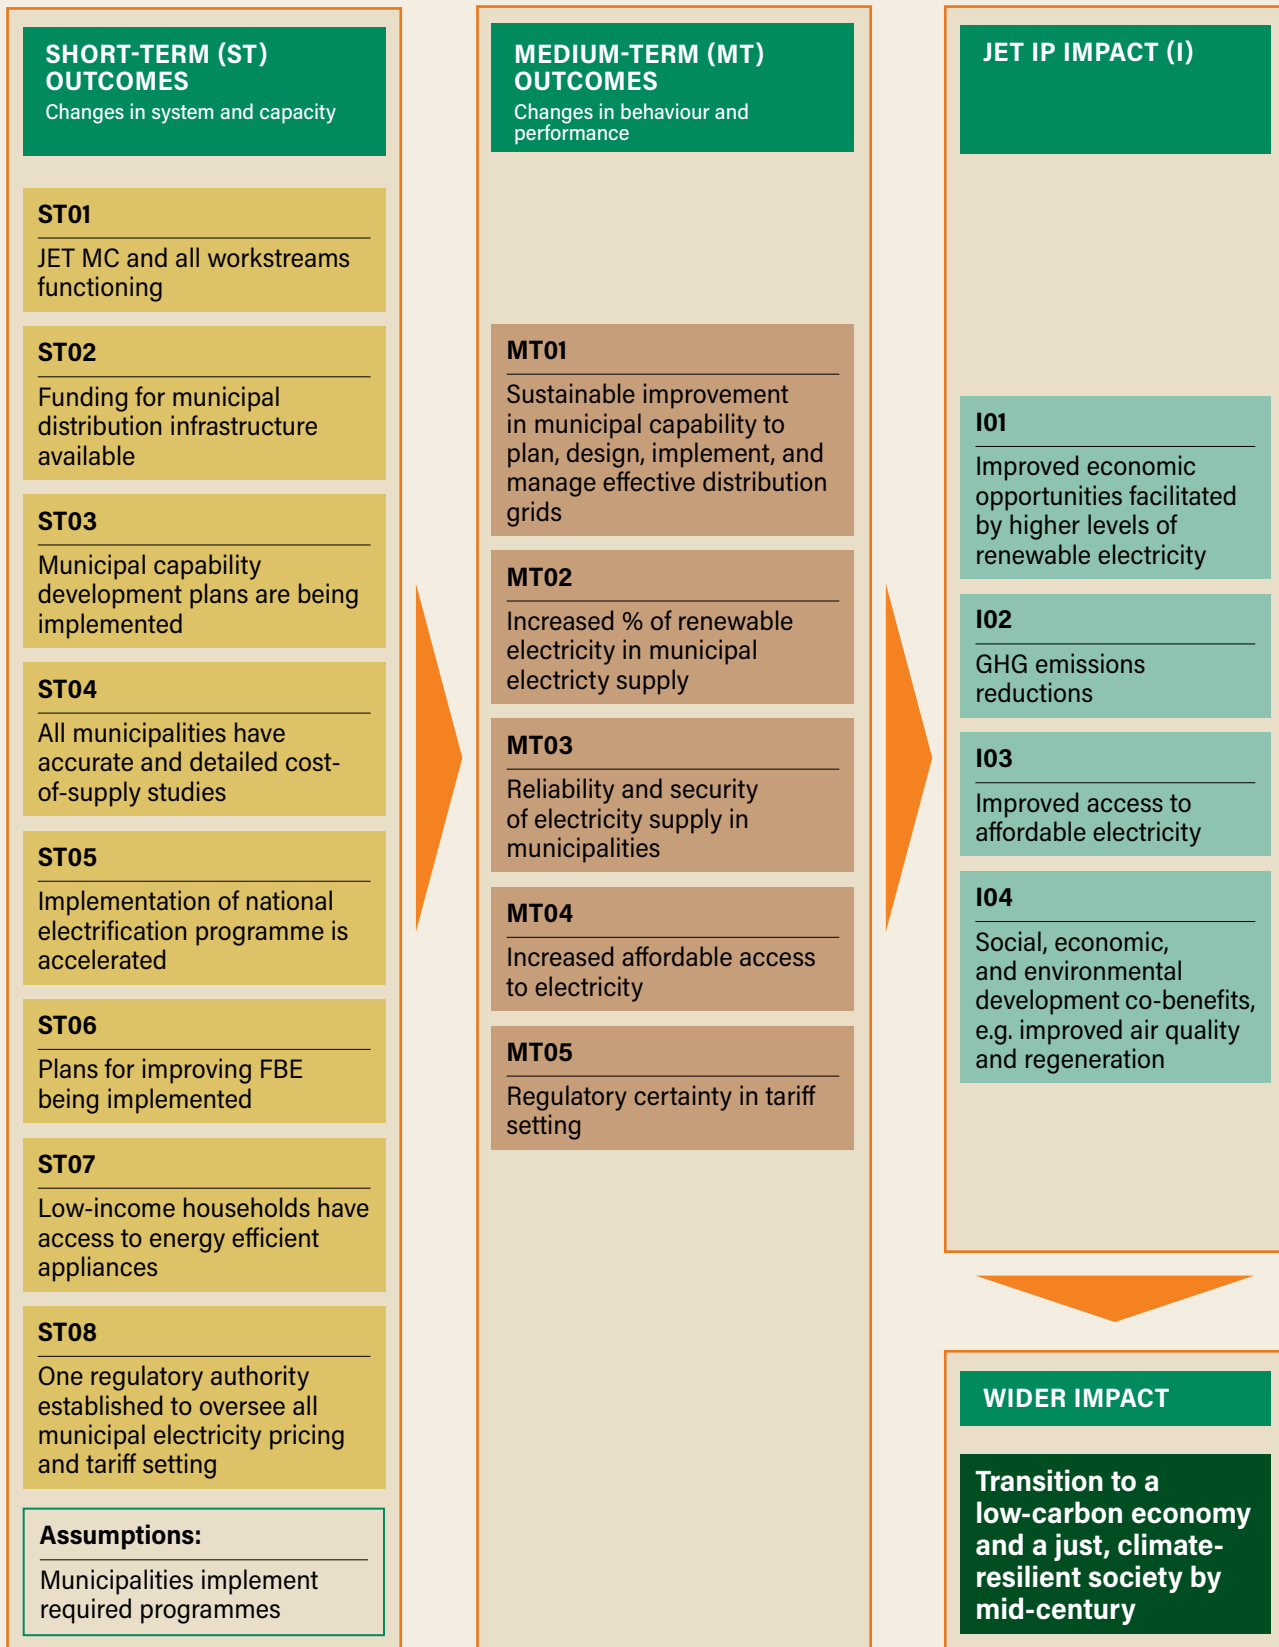 SHORT-TERM (ST)
OUTCOMES
Changes in system and capacity
ST01
JET MC and all workstreams
functioning
ST02
Funding for municipal
distribution infrastructure
available
ST03
Municipal capability
development plans are being
implemented
ST04
All municipalities have
accurate and detailed cost-
of-supply studies
ST05
Implementation of national
electrification programme is
accelerated
ST06
Plans for improving FBE
being implemented
ST07
Low-income households have
access to energy efficient
appliances
ST08
One regulatory authority
established to oversee all
municipal electricity pricing
and tariff setting
Assumptions:
Municipalities implement
required programmes
MEDIUM-TERM (MT)
OUTCOMES
Changes in behaviour and
performance
MT01
Sustainable improvement
in municipal capability to
plan, design, implement, and
manage effective distribution
grids
MT02
Increased % of renewable
electricity in municipal
electricty supply
MT03
Reliability and security
of electricity supply in
municipalities
MT04
Increased affordable access
to electricity
MT05
Regulatory certainty in tariff
setting
JET IP IMPACT (I)
I01
Improved economic
opportunities facilitated
by higher levels of
renewable electricity
I02
GHG emissions
reductions
I03
Improved access to
affordable electricity
I04
Social, economic,
and environmental
development co-benefits,
e.g. improved air quality
and regeneration
WIDER IMPACT
Transition to a
low-carbon economy
and a just, climate-
resilient society by
mid-century